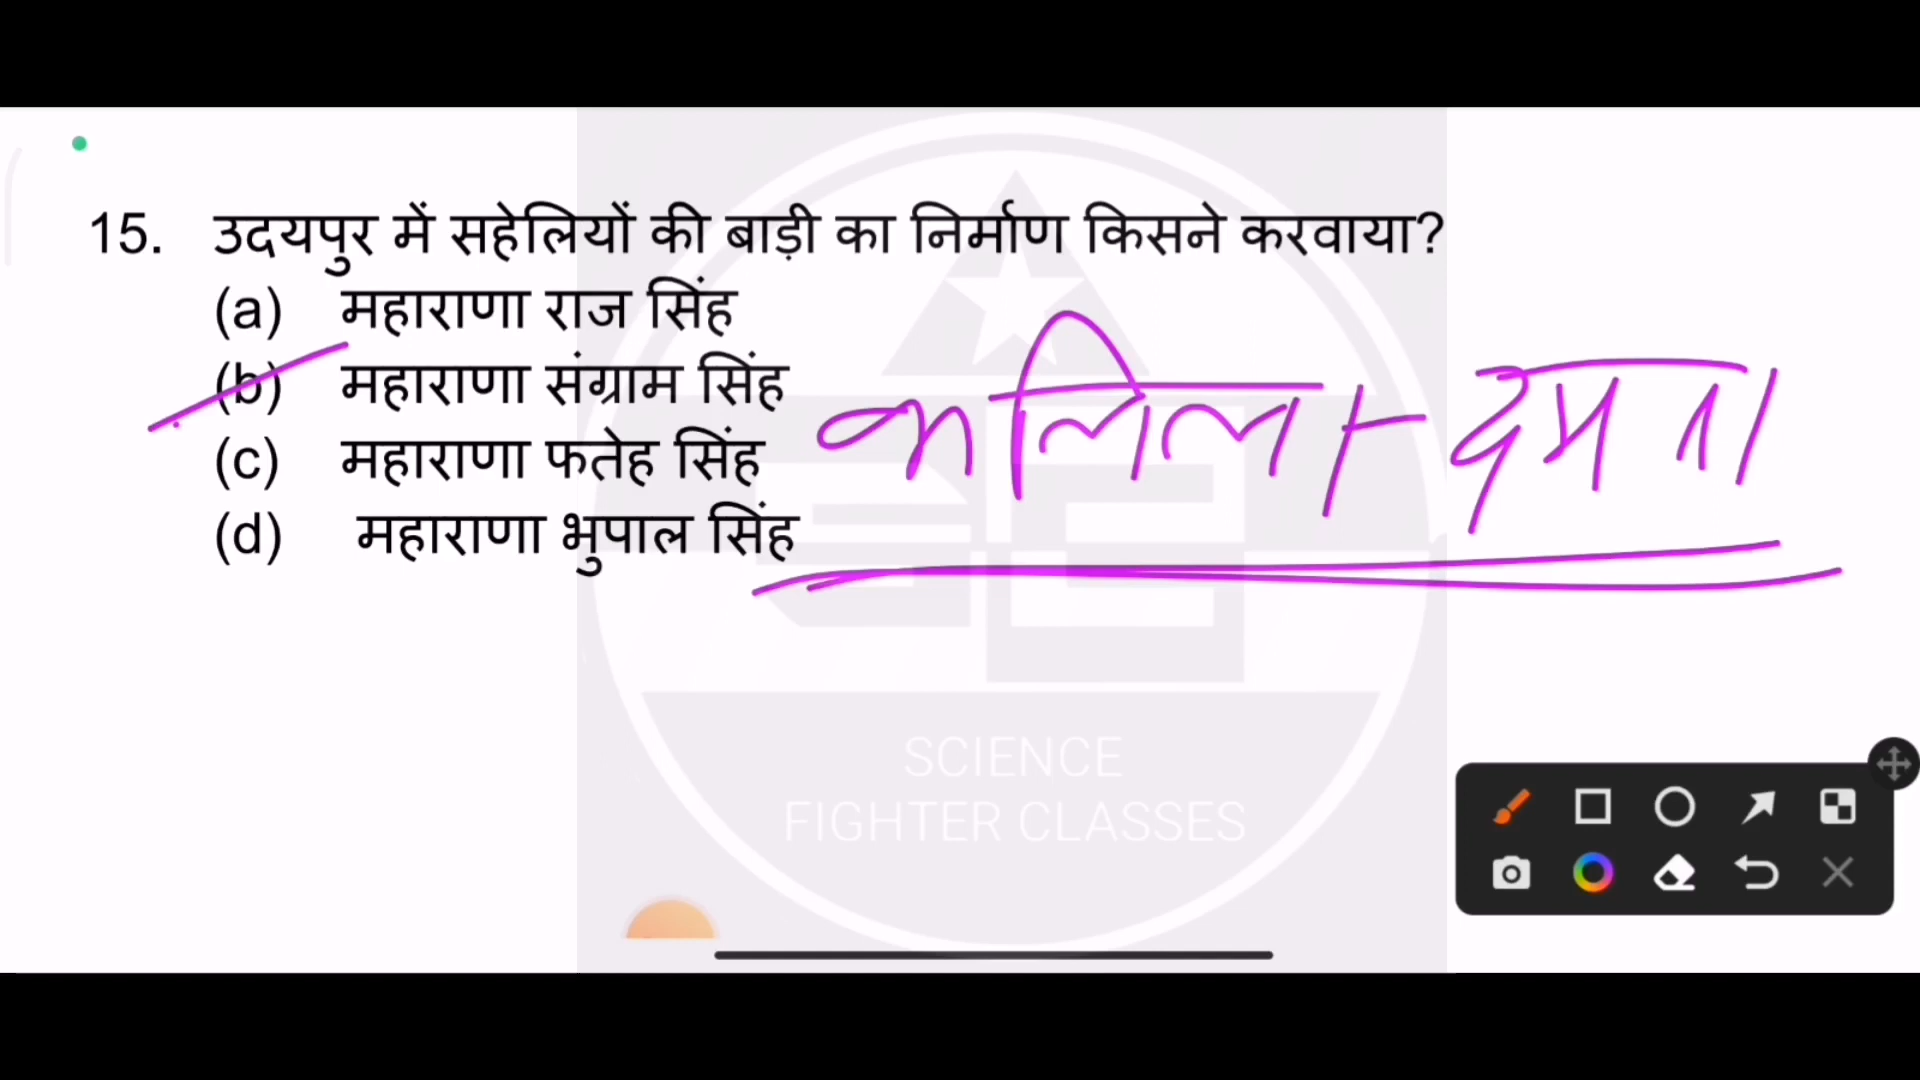 15. उदयपुर में सहेलियों की बाड़ी का निर्माण किसने करवाया?
(a) महाराणा राज सिंह
(b) महाराणा संग्राम सिंह
(c) महाराणा फतेह सिंह
(d) महाराणा भुपाल सिंह
SCIENCE
FIGHTER CLASSES